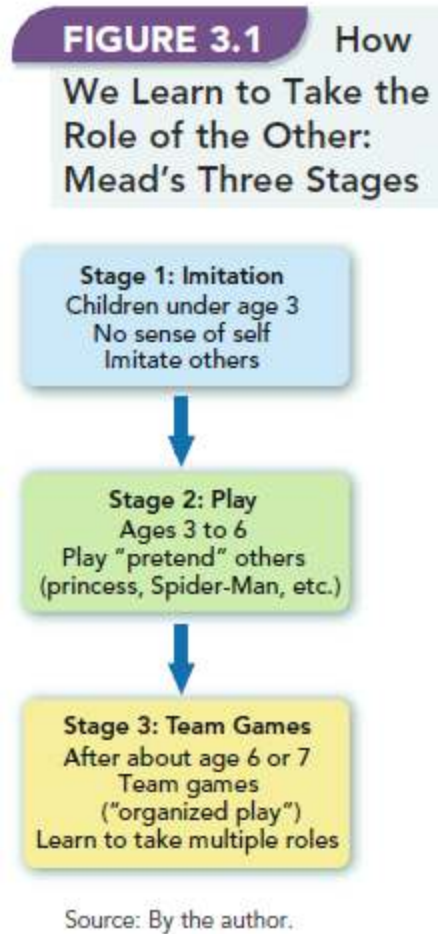 FIGURE 3.1 How
We Learn to Take the
Role of the Other:
Mead's Three Stages
Stage 1: Imitation
Children under age 3
No sense of self
Imitate others
Stage 2: Play
Ages 3 to 6
Play “pretend” others
(princess, Spider-Man, etc.)
Stage 3: Team Games
After about age 6 or 7
Team games
(“organized play”)
Learn to take multiple roles
Source: By the author.